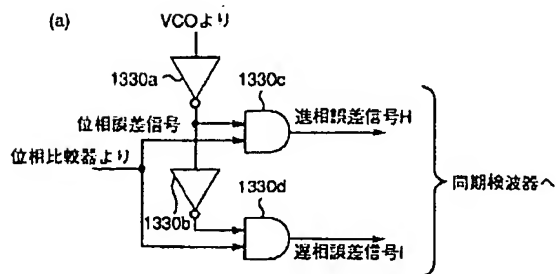 (a)
VCOより
1330a
1330c
位相誤差信号
進相誤差信号H
位相比較器より
同期検波器へ
1330b
1330d
遅相誤差信号I